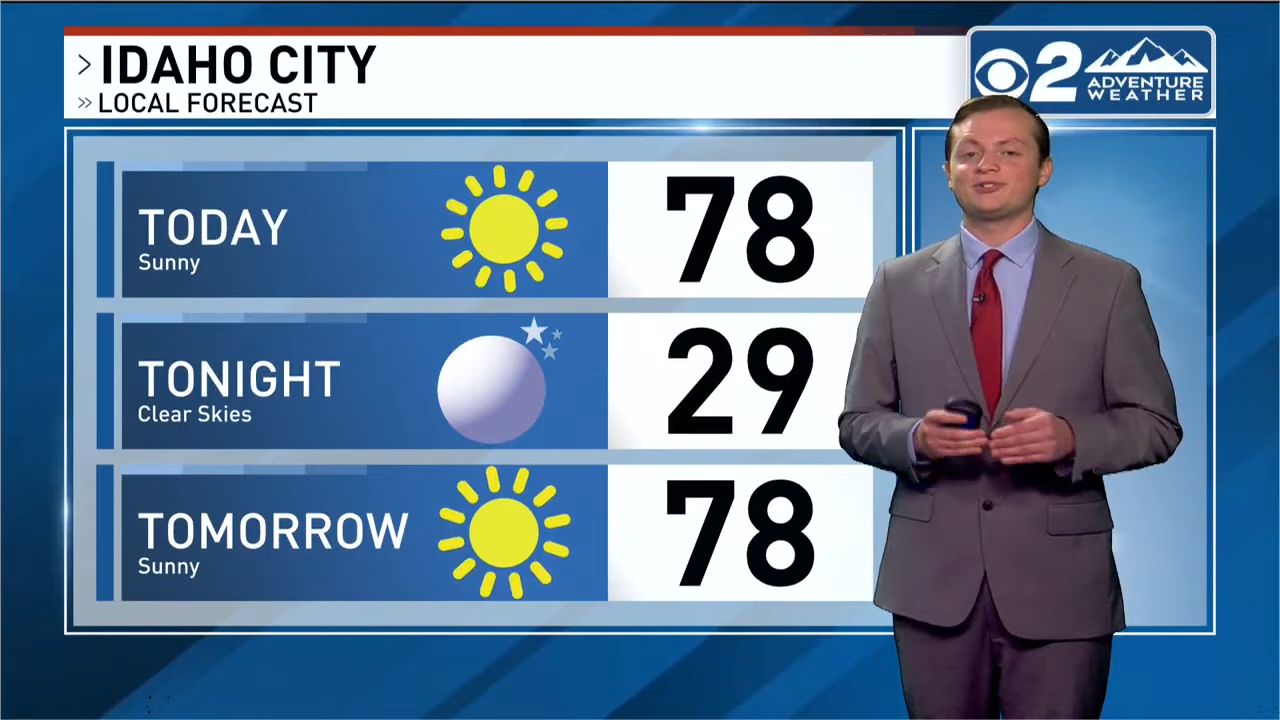 > IDAHO CITY
» LOCAL FORECAST
2 ADVENTURE WEATHER
TODAY
Sunny
78
TONIGHT
Clear Skies
29
TOMORROW
Sunny
78